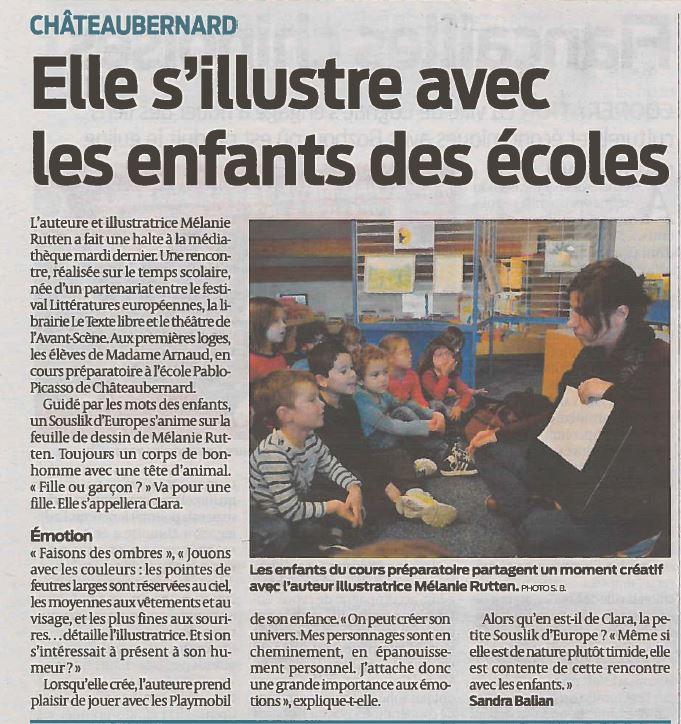 CHÂTEAUBERNARD
Elle s'illustre avec
les enfants des écoles
L'auteure et illustratrice Mélanie
Rutten a fait une halte à la média-
thèque mardi dernier. Une rencon-
tre, réalisée sur le temps scolaire,
née d'un partenariat entre le festi-
val Littératures européennes, la li-
brairie Le Texte libre et le théâtre de
l'Avant-Scène. Aux premières loges,
les élèves de Madame Arnaud, en
cours préparatoire à l'école Pablo-
Picasso de Châteaubernard.
Guidé par les mots des enfants,
un Souslik d'Europe s'anime sur la
feuille de dessin de Mélanie Rut-
ten. Toujours un corps de bon-
homme avec une tête d'animal.
« Fille ou garçon ? » Va pour une
fille. Elle s'appellera Clara.
Émotion
« Faisons des ombres », « Jouons
avec les couleurs : les pointes de
feutres larges sont réservées au ciel,
les moyennes aux vêtements et au
visage, et les plus fines aux souri-
res… détaille l'illustratrice. Et si on
s'intéressait à présent à son hu-
meur ? »
Lorsqu'elle crée, l'auteure prend
plaisir de jouer avec les Playmobil
Les enfants du cours préparatoire partagent un moment créatif
avec l'auteur illustratrice Mélanie Rutten. PHOTO S. B.
de son enfance. « On peut créer son
univers. Mes personnages sont en
cheminement, en épanouisse-
ment personnel. J'attache donc
une grande importance aux émo-
tions », explique-t-elle.
Alors qu'en est-il de Clara, la pe-
tite Souslik d'Europe ? « Même si
elle est de nature plutôt timide, elle
est contente de cette rencontre
avec les enfants. »
Sandra Balian